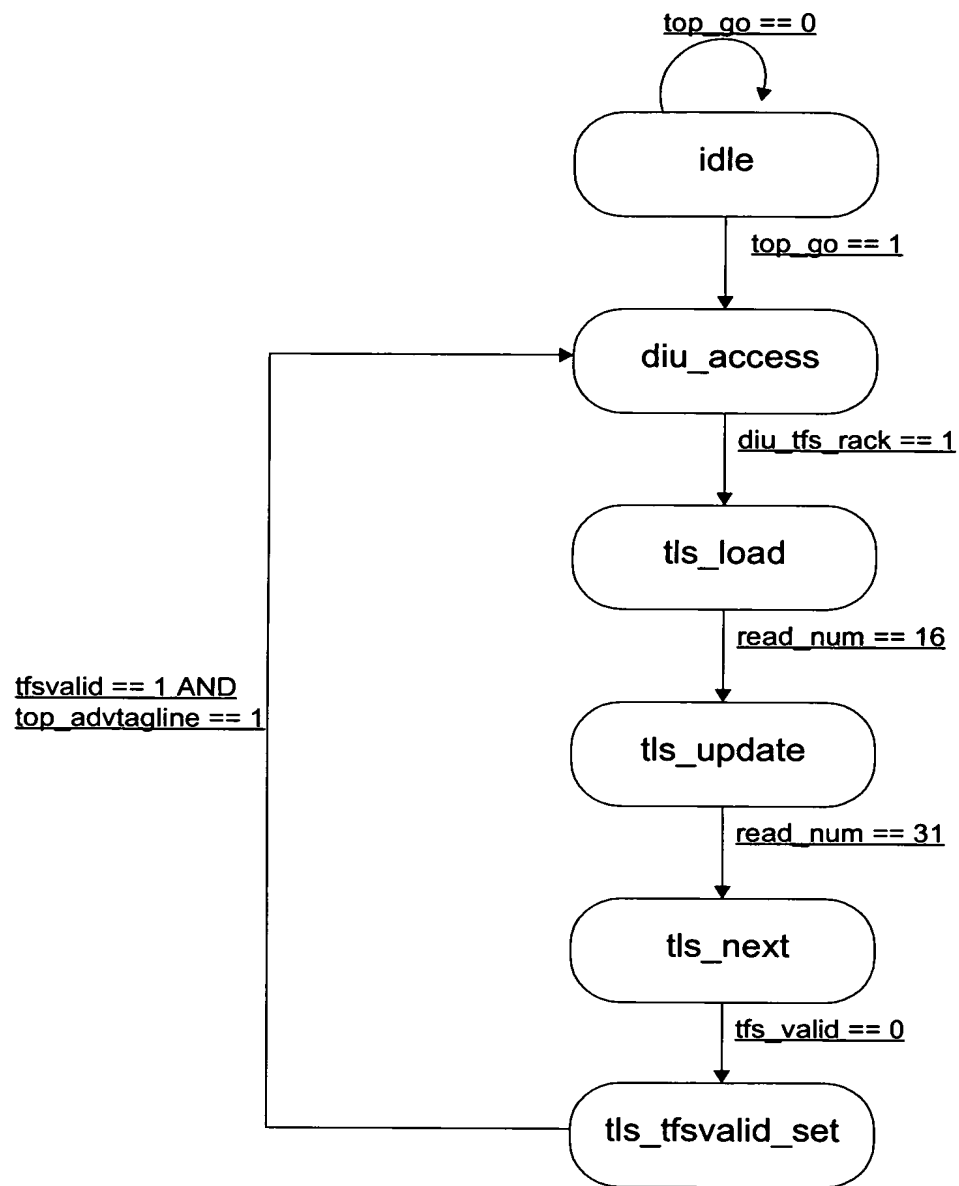 top_go == 0
idle
top_go == 1
diu_access
diu_tfs_rack == 1
tls_load
read_num == 16
tfsvalid == 1 AND
top_advtagline == 1
tls_update
read_num == 31
tls_next
tfs_valid == 0
tls_tfsvalid_set